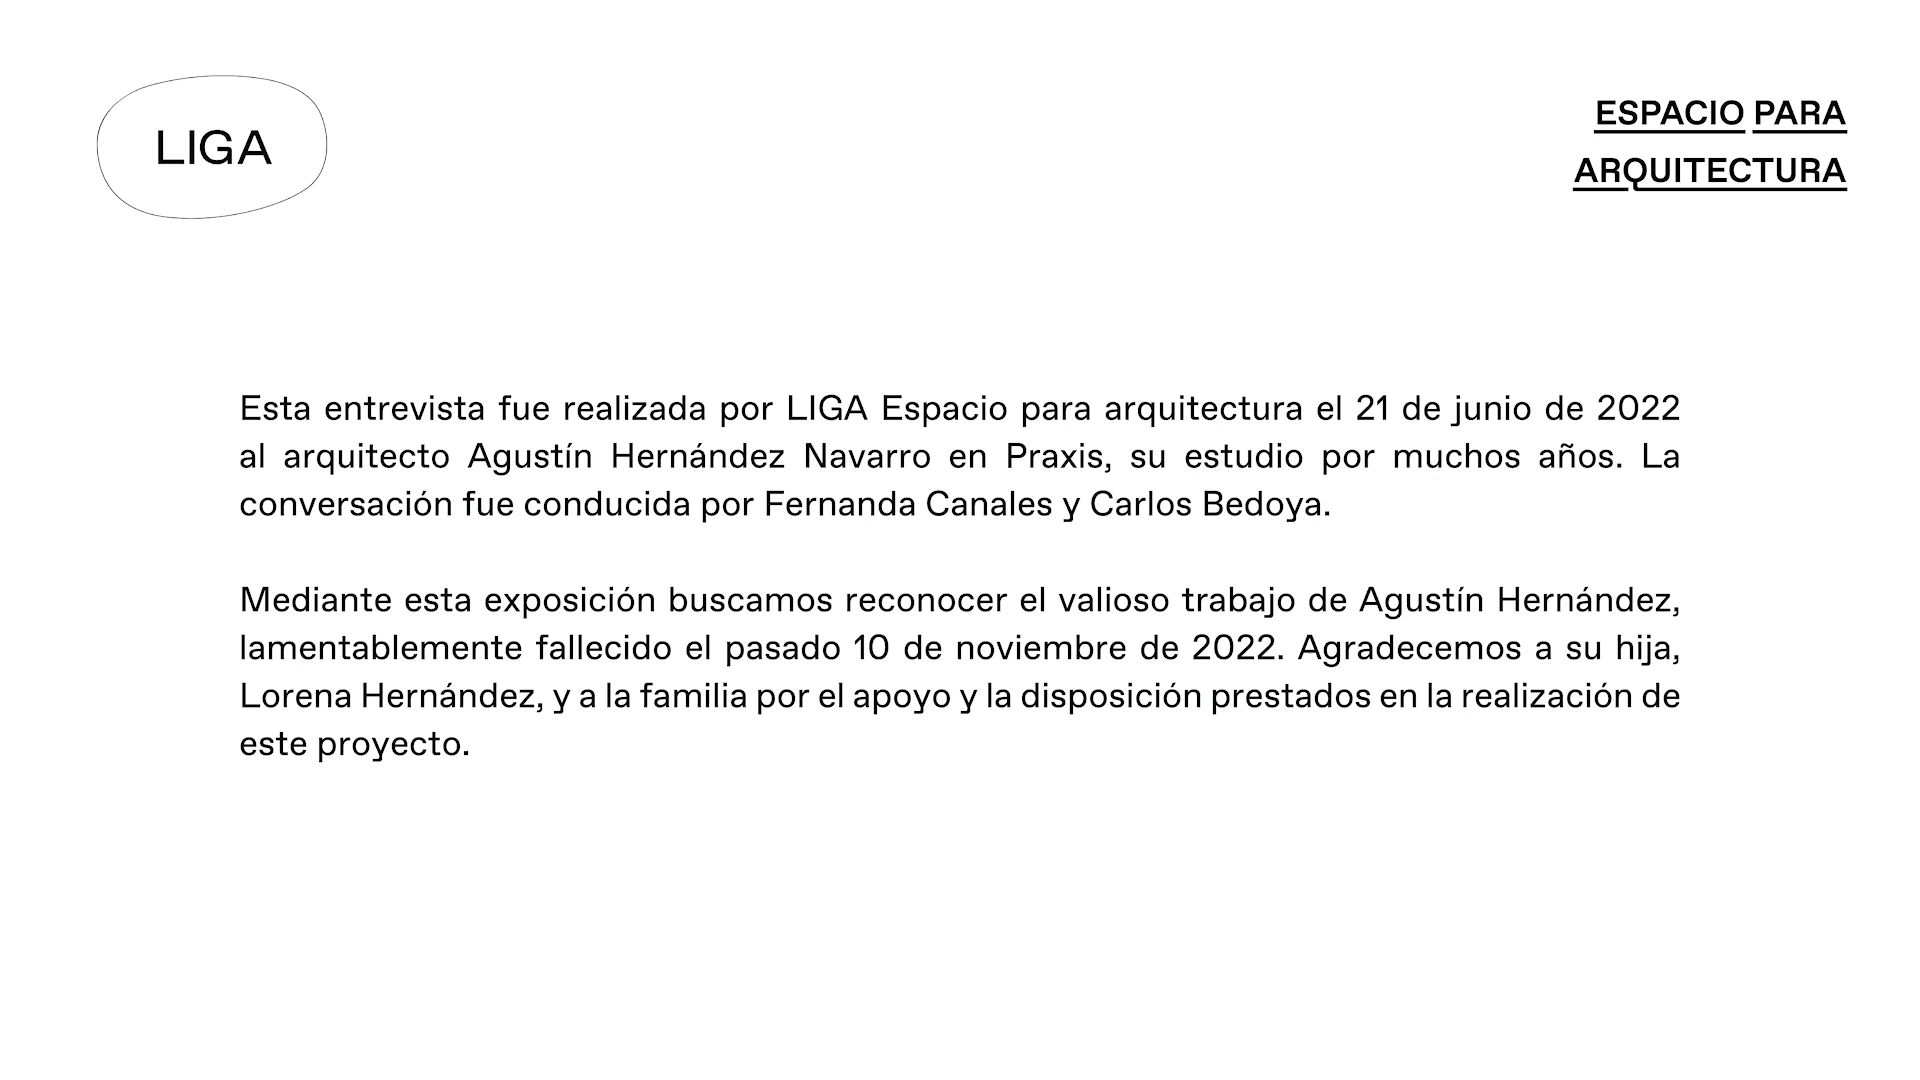 LIGA
ESPACIO PARA
ARQUITECTURA
Esta entrevista fue realizada por LIGA Espacio para arquitectura el 21 de junio de 2022
al arquitecto Agustín Hernández Navarro en Praxis, su estudio por muchos años. La
conversación fue conducida por Fernanda Canales y Carlos Bedoya.
Mediante esta exposición buscamos reconocer el valioso trabajo de Agustín Hernández,
lamentablemente fallecido el pasado 10 de noviembre de 2022. Agradecemos a su hija,
Lorena Hernández, y a la familia por el apoyo y la disposición prestados en la realización de
este proyecto.